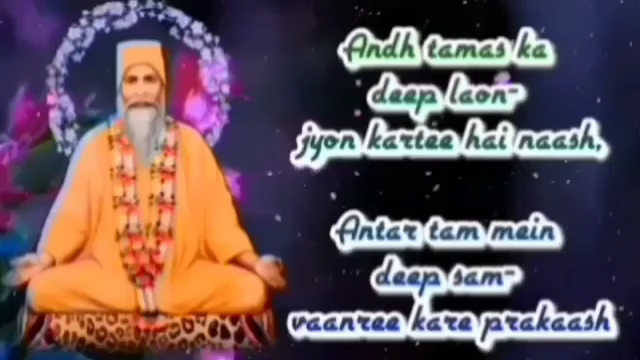 Andh tamas ka
deep laon-
jyon kartee hai naash,
Antar tam mein
deep sam-
vaanree kare prakaash